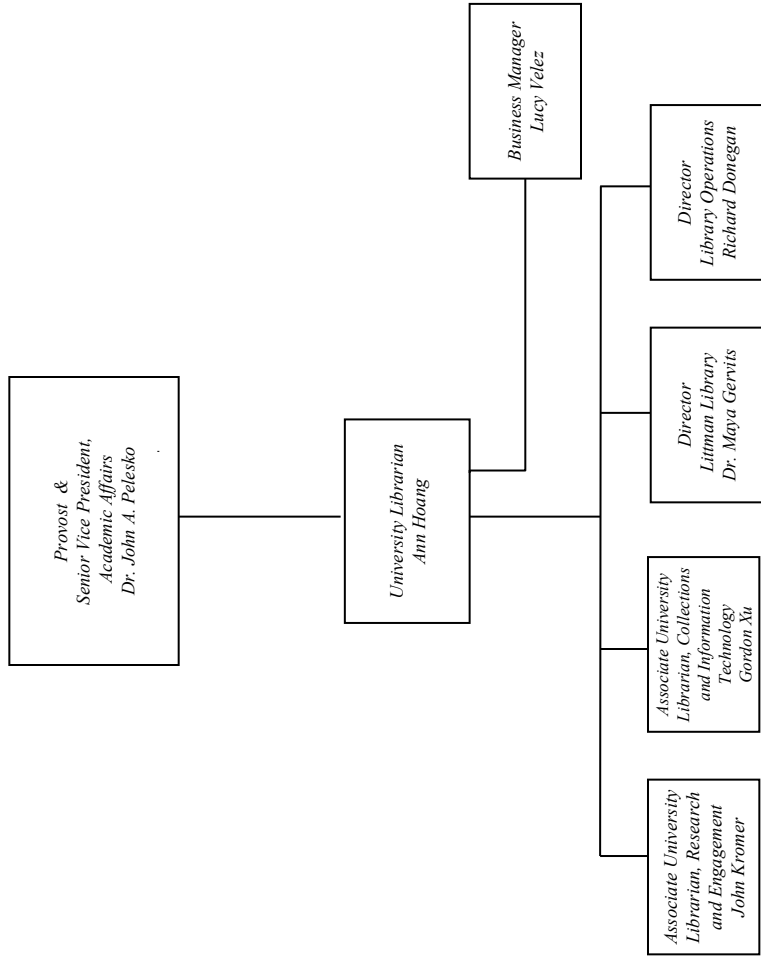 Provost &
Senior Vice President,
Academic Affairs
Dr. John A. Pelesko
.
University Librarian
Ann Hoang
Business Manager
Lucy Velez
Associate University
Librarian, Research
and Engagement
John Kromer
Associate University
Librarian, Collections
and Information
Technology
Gordon Xu
Director
Littman Library
Dr. Maya Gervits
Director
Library Operations
Richard Donegan